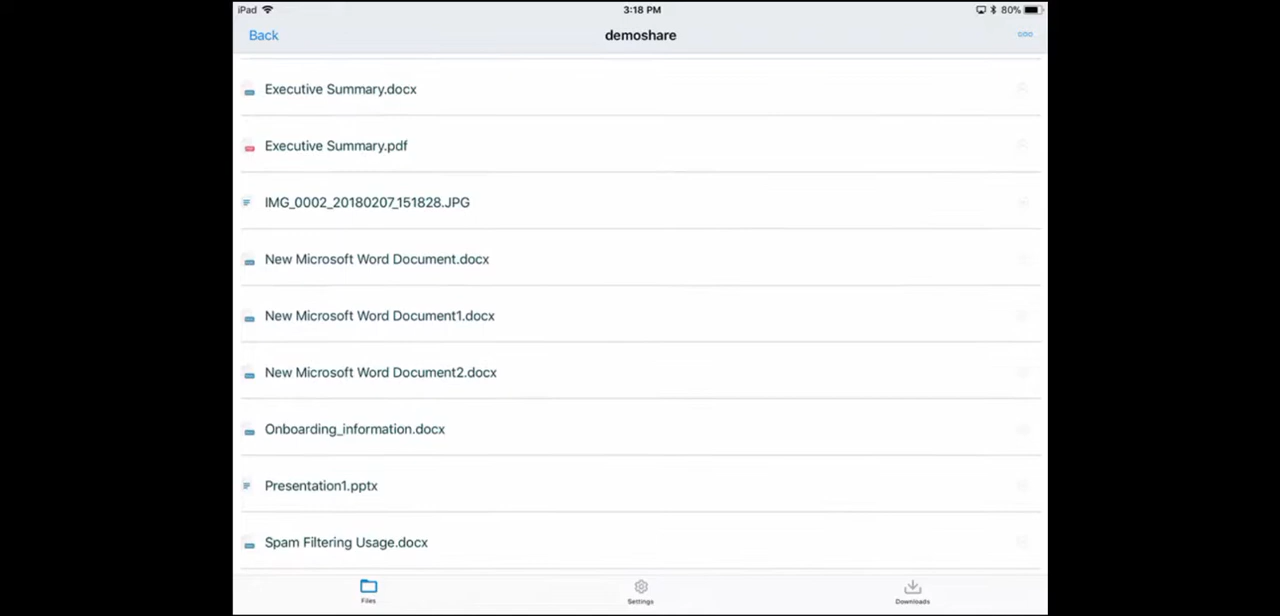 iPad 3:18 PM 80%
Back demoshare
Executive Summary.docx
Executive Summary.pdf
IMG_0002_20180207_151828.JPG
New Microsoft Word Document.docx
New Microsoft Word Document1.docx
New Microsoft Word Document2.docx
Onboarding_information.docx
Presentation1.pptx
Spam Filtering Usage.docx
Files Settings Downloads